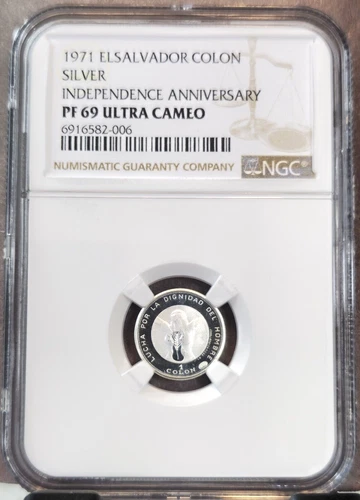 1971 ELSALVADOR COLON
SILVER
INDEPENDENCE ANNIVERSARY
PF 69 ULTRA CAMEO
6916582-006
NUMISMATIC GUARANTY COMPANY
NGC
LUCHA POR LA DIGNIDAD DEL HOMBRE
1
COLON